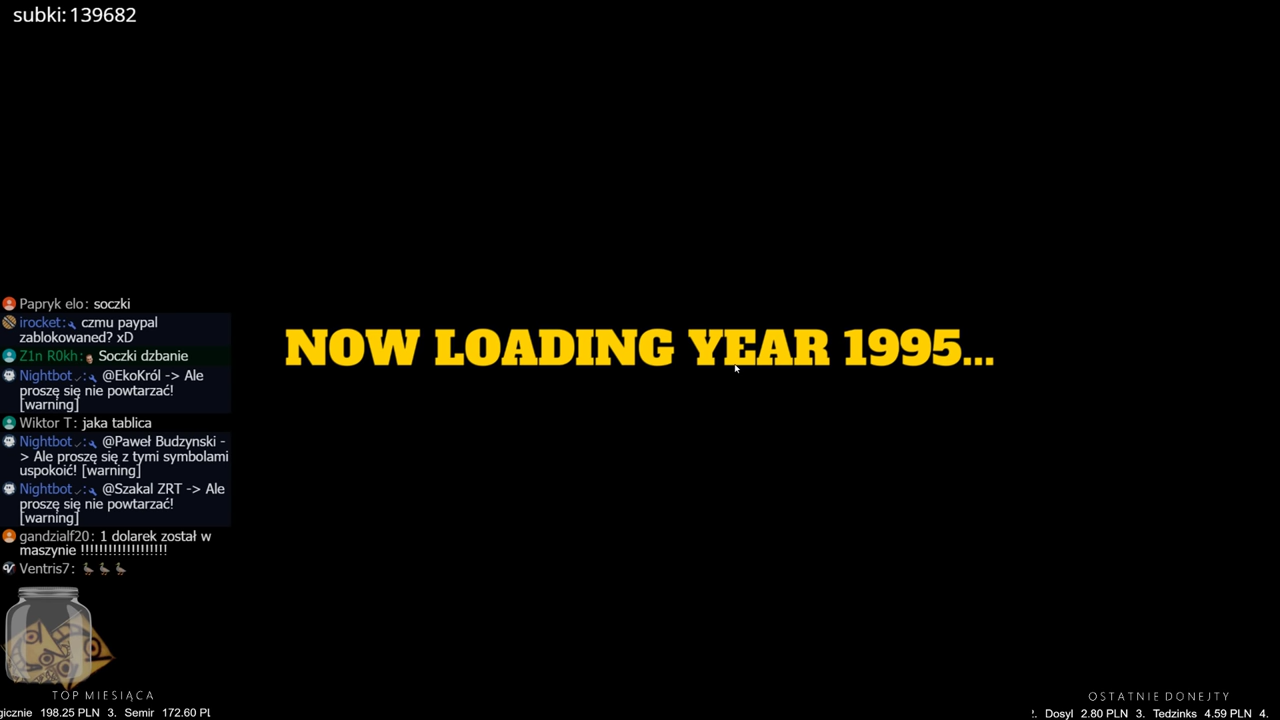 subki: 139682
Papryk elo: soczki
irocket: czmu paypal
zablokowaned? xD
Z1n R0kh: Soczki dzbanie
Nightbot: @EkoKról -> Ale
proszę się nie powtarzać!
[warning]
Wiktor T: jaka tablica
Nightbot: @Paweł Budzynski -
> Ale proszę się z tymi symbolami
uspokoić! [warning]
Nightbot: @Szakal ZRT -> Ale
proszę się nie powtarzać!
[warning]
gandzialf20: 1 dolarek został w
maszynie !!!!!!!!!!!!!!!!!!!
Ventris7:
NOW LOADING YEAR 1995...
TOP MIESIĄCA
gicznie 198.25 PLN 3. Semir 172.60 PL
OSTATNIE DONEJTY
Dosyl 2.80 PLN 3. Tedzinks 4.59 PLN 4.